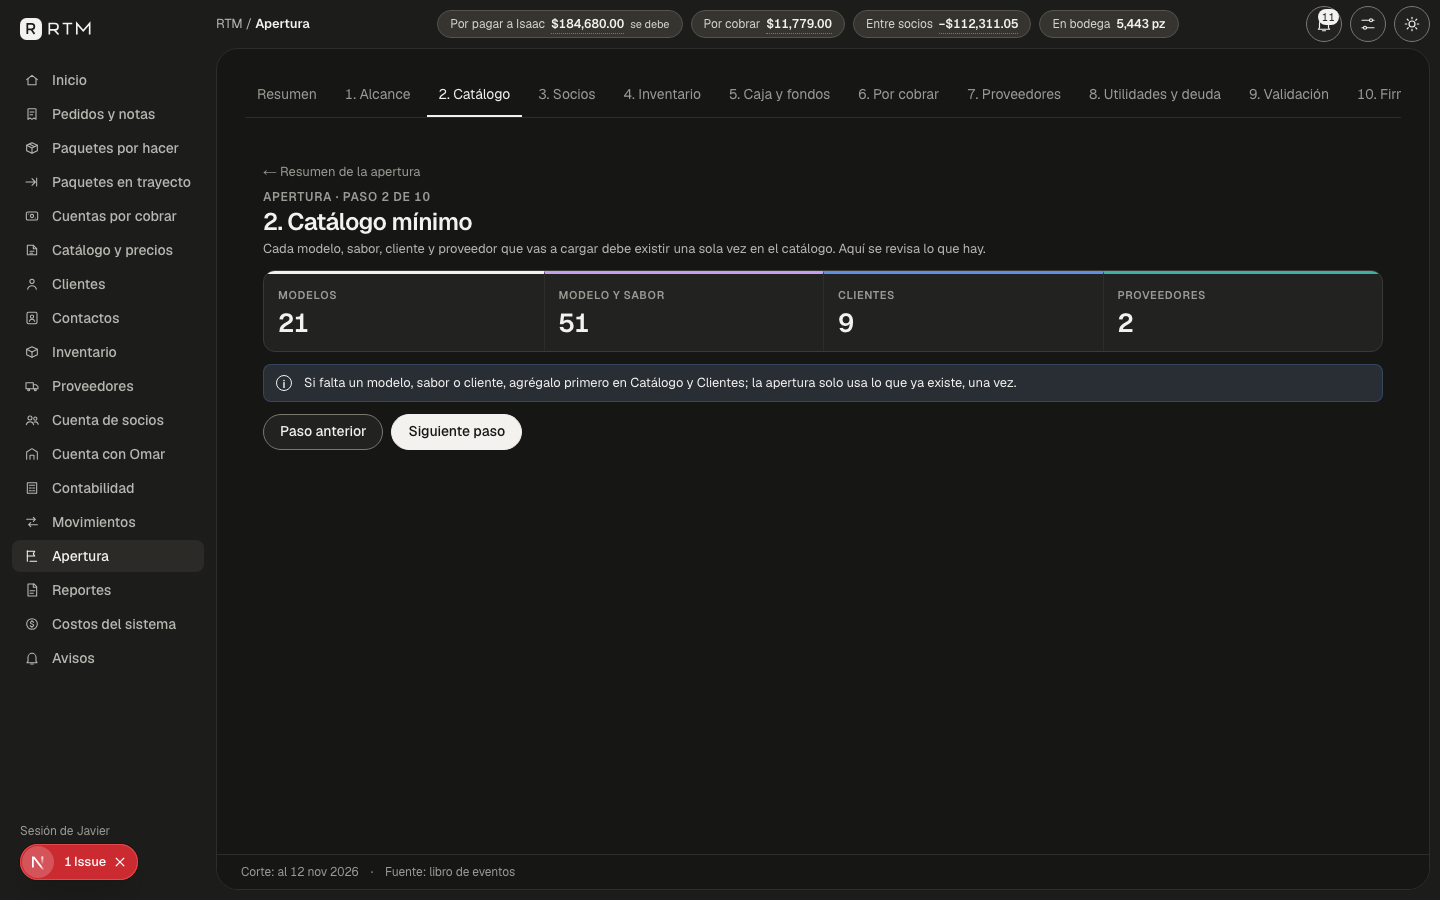 R RTM
RTM / Apertura
Por pagar a Isaac $184,680.00 se debe
Por cobrar $11,779.00
Entre socios −$112,311.05
En bodega 5,443 pz
11
Inicio
Pedidos y notas
Paquetes por hacer
Paquetes en trayecto
Cuentas por cobrar
Catálogo y precios
Clientes
Contactos
Inventario
Proveedores
Cuenta de socios
Cuenta con Omar
Contabilidad
Movimientos
Apertura
Reportes
Costos del sistema
Avisos
Sesión de Javier
N 1 Issue
Resumen
1. Alcance
2. Catálogo
3. Socios
4. Inventario
5. Caja y fondos
6. Por cobrar
7. Proveedores
8. Utilidades y deuda
9. Validación
10. Firr
← Resumen de la apertura
APERTURA · PASO 2 DE 10
2. Catálogo mínimo
Cada modelo, sabor, cliente y proveedor que vas a cargar debe existir una sola vez en el catálogo. Aquí se revisa lo que hay.
MODELOS
21
MODELO Y SABOR
51
CLIENTES
9
PROVEEDORES
2
Si falta un modelo, sabor o cliente, agrégalo primero en Catálogo y Clientes; la apertura solo usa lo que ya existe, una vez.
Paso anterior
Siguiente paso
Corte: al 12 nov 2026 · Fuente: libro de eventos